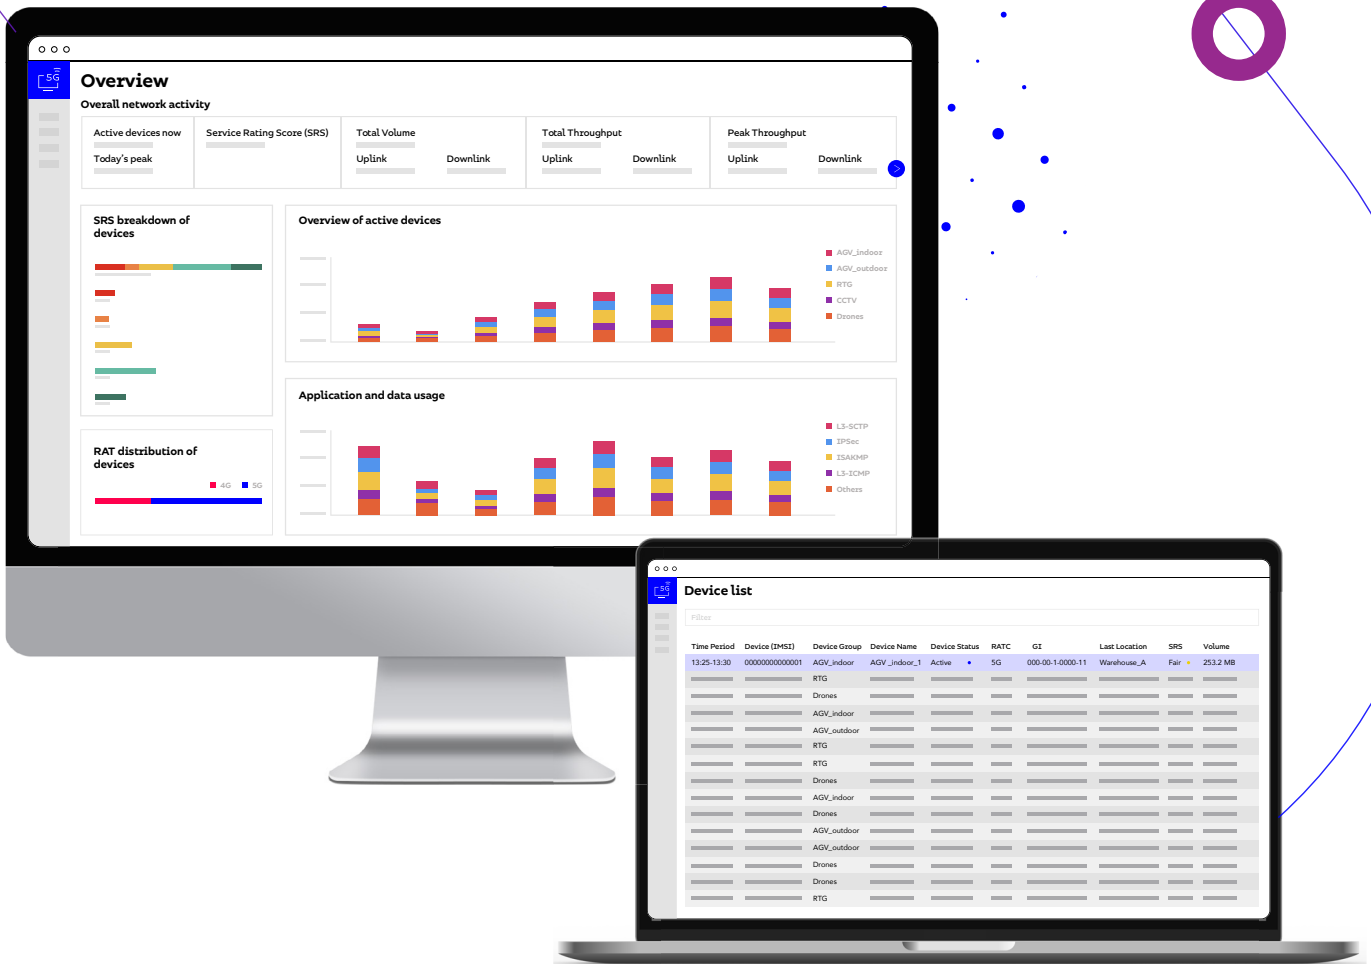 5G
Overview
Overall network activity
Active devices now
Today's peak
Service Rating Score (SRS)
Total Volume
Uplink Downlink
Total Throughput
Uplink Downlink
Peak Throughput
Uplink Downlink
SRS breakdown of
devices
Overview of active devices
AGV_indoor
AGV_outdoor
RTG
CCTV
Drones
RAT distribution of
devices
4G 5G
Application and data usage
L3-SCTP
IPSec
ISAKMP
L3-ICMP
Others
5G
Device list
Filter
Time Period Device (IMSI) Device Group Device Name Device Status RATC GI Last Location SRS Volume
13:25-13:30 00000000000001 AGV_indoor AGV _indoor_1 Active 5G 000-00-1-0000-11 Warehouse_A Fair 253.2 MB
RTG
Drones
AGV_indoor
AGV_outdoor
RTG
RTG
Drones
AGV_indoor
Drones
AGV_outdoor
AGV_outdoor
Drones
Drones
RTG